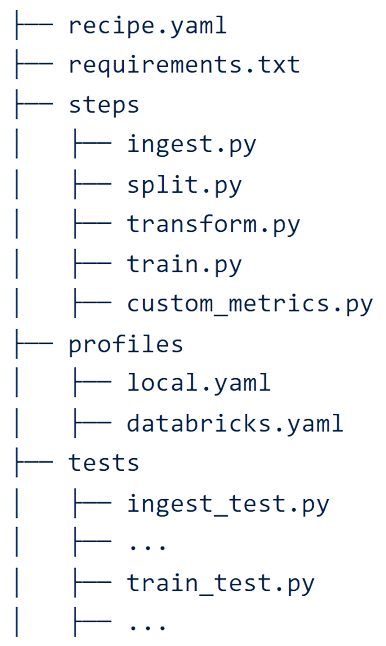 ├── recipe.yaml
├── requirements.txt
├── steps
│   ├── ingest.py
│   ├── split.py
│   ├── transform.py
│   ├── train.py
│   ├── custom_metrics.py
├── profiles
│   ├── local.yaml
│   ├── databricks.yaml
├── tests
│   ├── ingest_test.py
│   ├── ...
│   ├── train_test.py
│   ├── ...